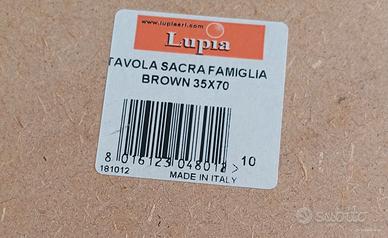 www.lupiasrl.com
Lupia
TAVOLA SACRA FAMIGLIA
BROWN 35X70
8 016123 048012 > 10
181012
MADE IN ITALY
subito